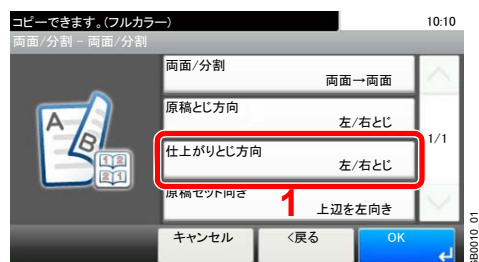 コピーできます。(フルカラー)
10:10
両面/分割 - 両面/分割
両面/分割
両面→両面
原稿とじ方向
左/右とじ
1/1
仕上がりとじ方向
左/右とじ
原稿セット向き
1
上辺を左向き
キャンセル
<戻る
OK
A
B
1 2
2 1
GB0010_01